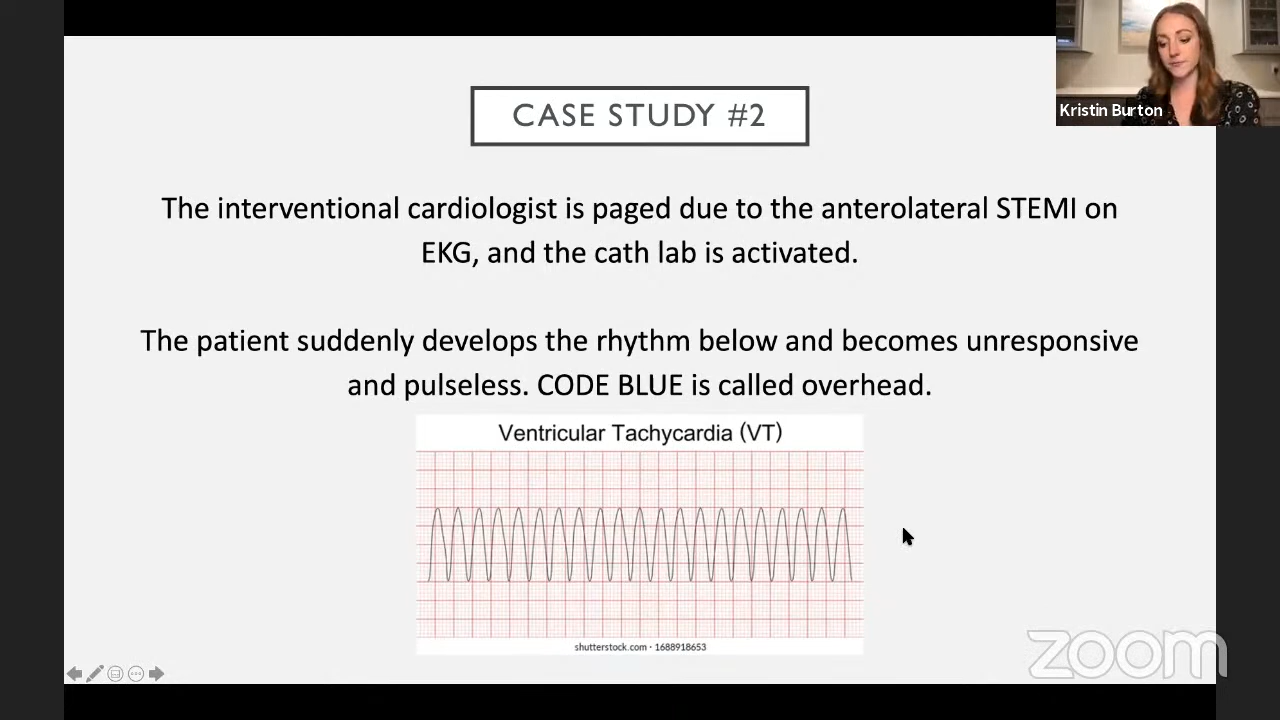 Kristin Burton
CASE STUDY #2
The interventional cardiologist is paged due to the anterolateral STEMI on
EKG, and the cath lab is activated.
The patient suddenly develops the rhythm below and becomes unresponsive
and pulseless. CODE BLUE is called overhead.
Ventricular Tachycardia (VT)
shutterstock.com · 1688918653
zoom